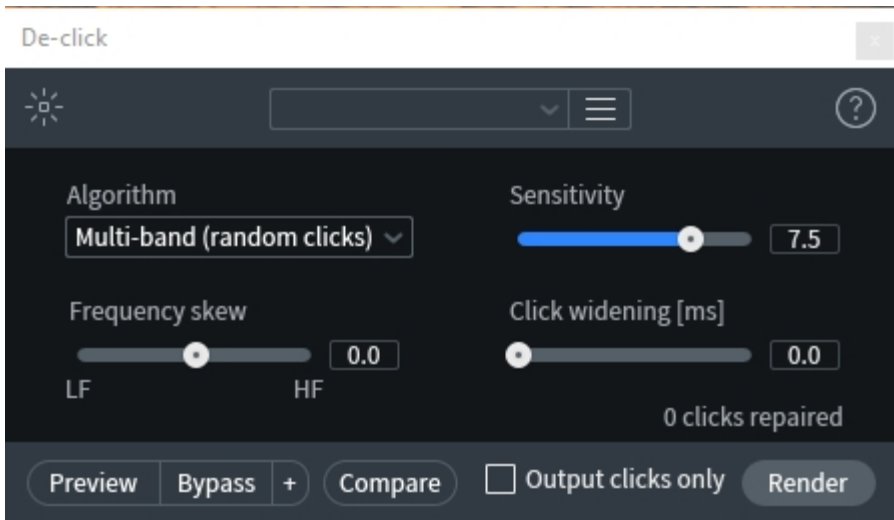 De-click
x
?
Algorithm
Sensitivity
Multi-band (random clicks)
7.5
Frequency skew
Click widening [ms]
0.0
0.0
LF
HF
0 clicks repaired
Preview
Bypass
+
Compare
Output clicks only
Render